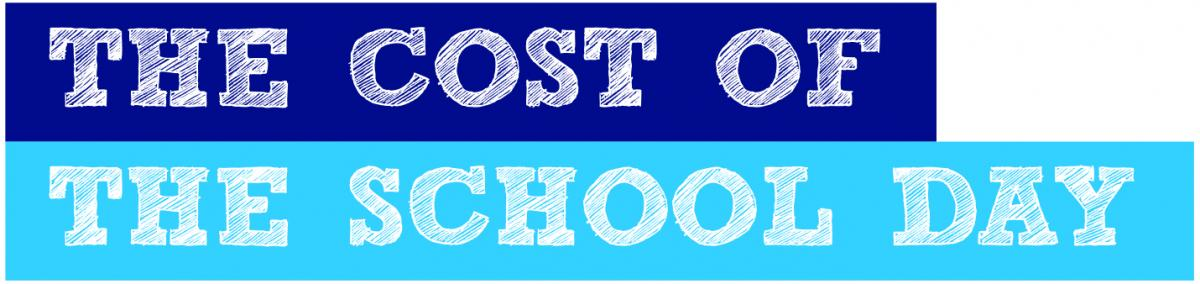 THE COST OF
THE SCHOOL DAY